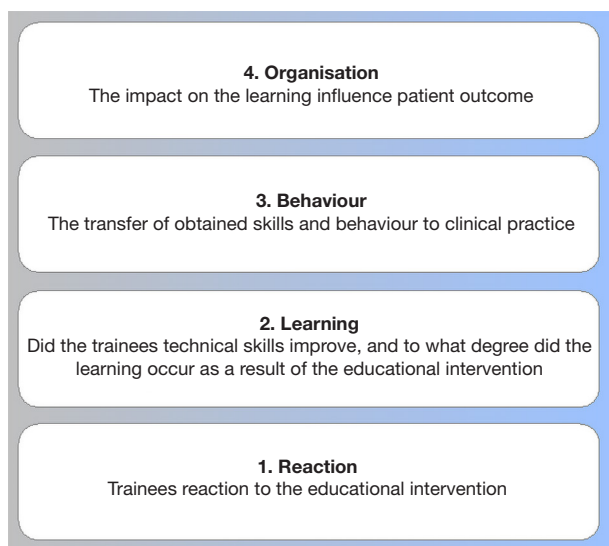 4. Organisation
The impact on the learning influence patient outcome
3. Behaviour
The transfer of obtained skills and behaviour to clinical practice
2. Learning
Did the trainees technical skills improve, and to what degree did the
learning occur as a result of the educational intervention
1. Reaction
Trainees reaction to the educational intervention